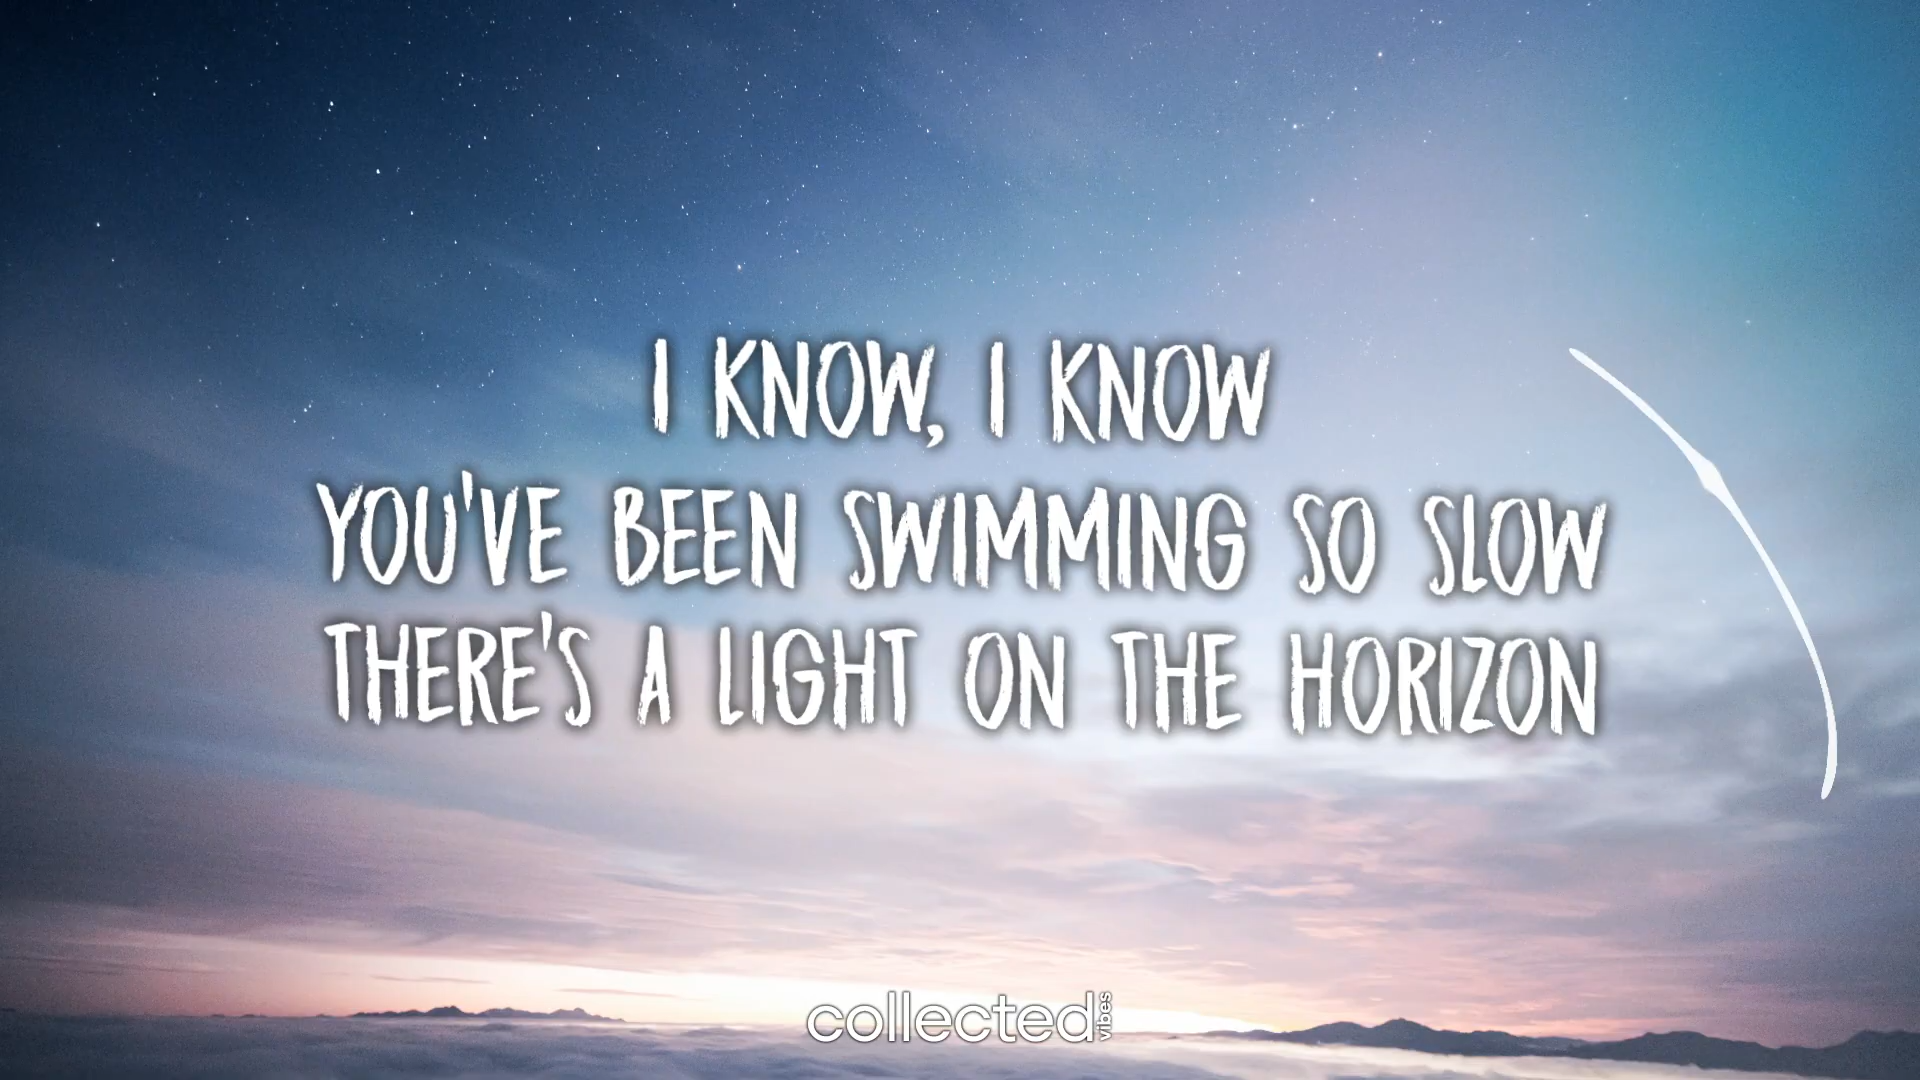 I KNOW, I KNOW
YOU'VE BEEN SWIMMING SO SLOW
THERE'S A LIGHT ON THE HORIZON
collected vibes